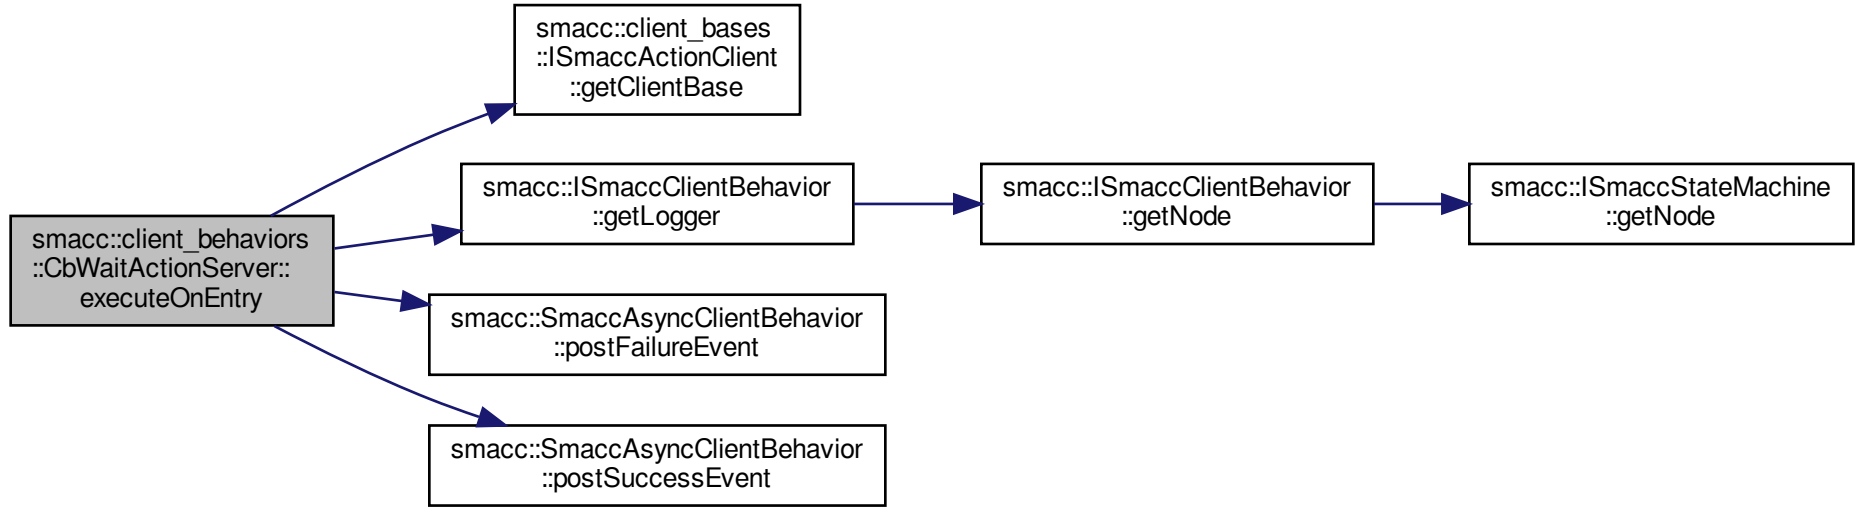 smacc::client_bases
::ISmaccActionClient
::getClientBase
smacc::ISmaccClientBehavior
::getLogger
smacc::ISmaccClientBehavior
::getNode
smacc::ISmaccStateMachine
::getNode
smacc::client_behaviors
::CbWaitActionServer::
executeOnEntry
smacc::SmaccAsyncClientBehavior
::postFailureEvent
smacc::SmaccAsyncClientBehavior
::postSuccessEvent